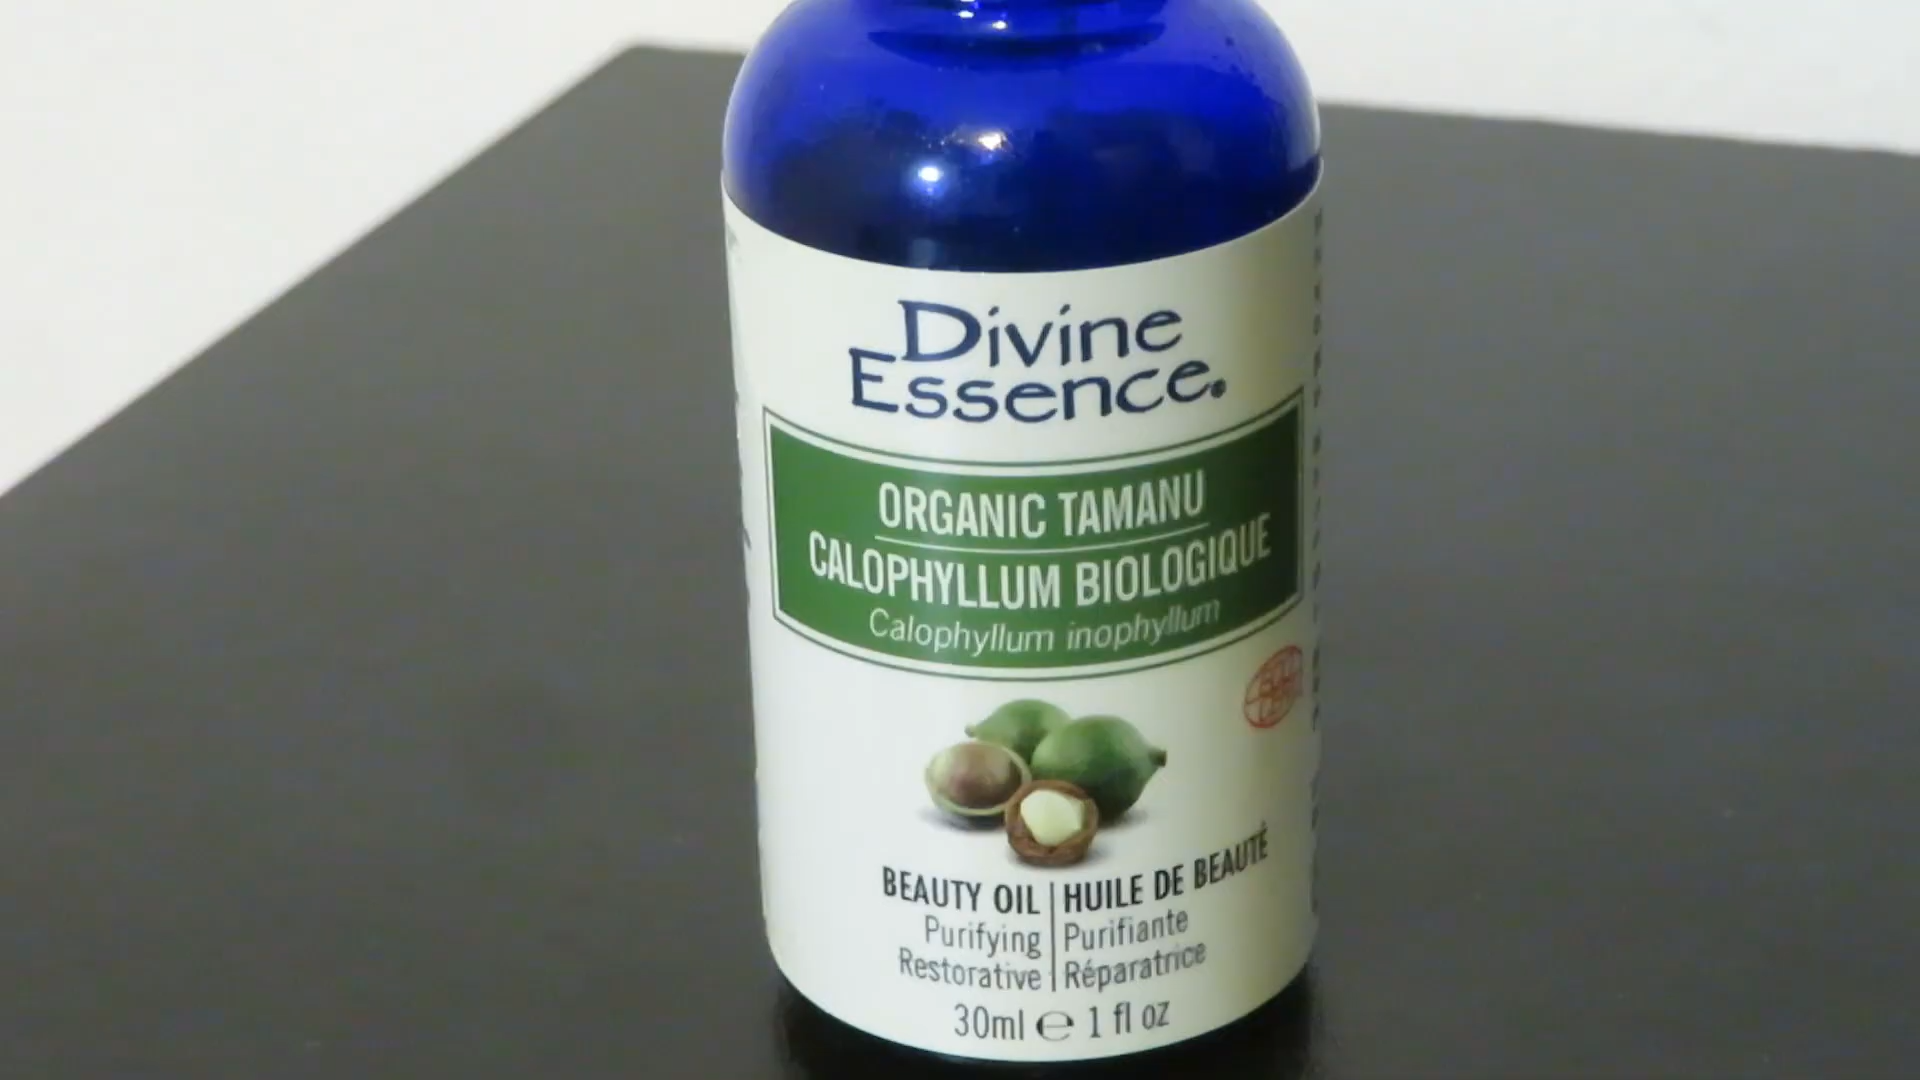 Divine
Essence®
ORGANIC TAMANU
CALOPHYLLUM BIOLOGIQUE
Calophyllum inophyllum
BEAUTY OIL | HUILE DE BEAUTÉ
Purifying | Purifiante
Restorative | Réparatrice
30ml ℮ 1 fl oz